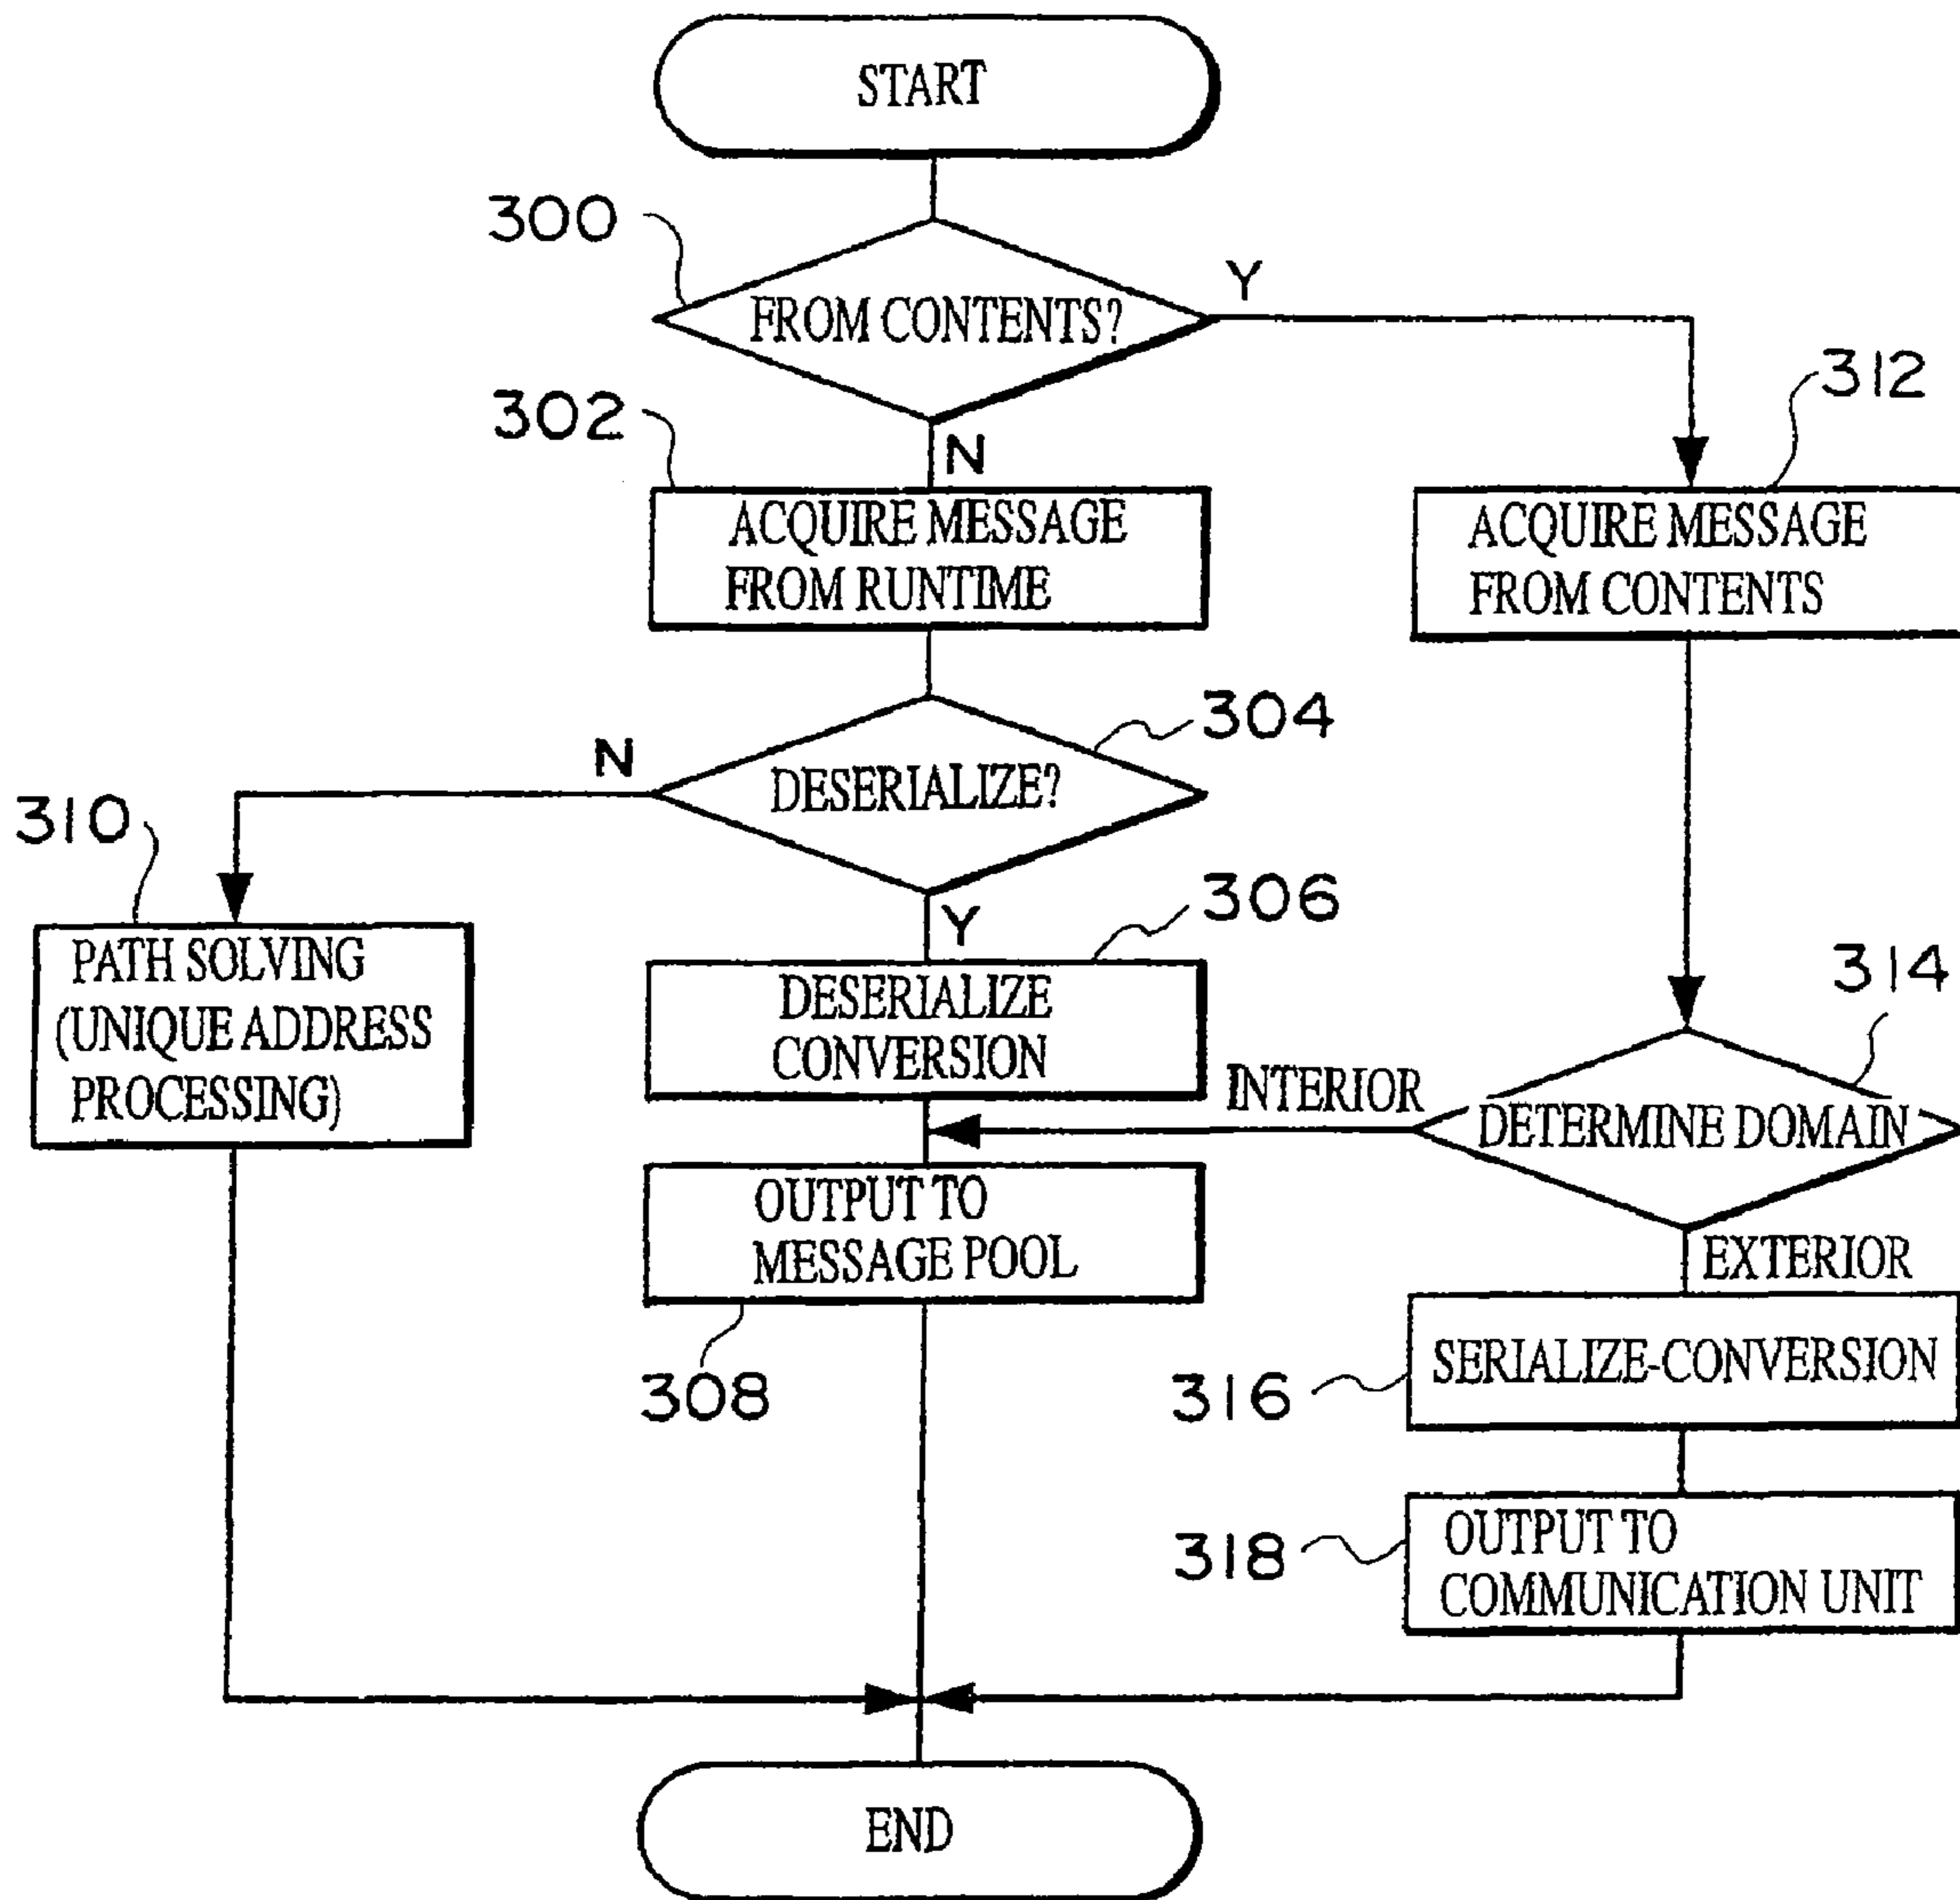 START
300
FROM CONTENTS?
Y
302
N
312
ACQUIRE MESSAGE
FROM RUNTIME
ACQUIRE MESSAGE
FROM CONTENTS
304
N
DESERIALIZE?
310
306
Y
PATH SOLVING
(UNIQUE ADDRESS
PROCESSING)
DESERIALIZE
CONVERSION
314
INTERIOR
DETERMINE DOMAIN
OUTPUT TO
MESSAGE POOL
EXTERIOR
308
316
SERIALIZE-CONVERSION
318
OUTPUT TO
COMMUNICATION UNIT
END